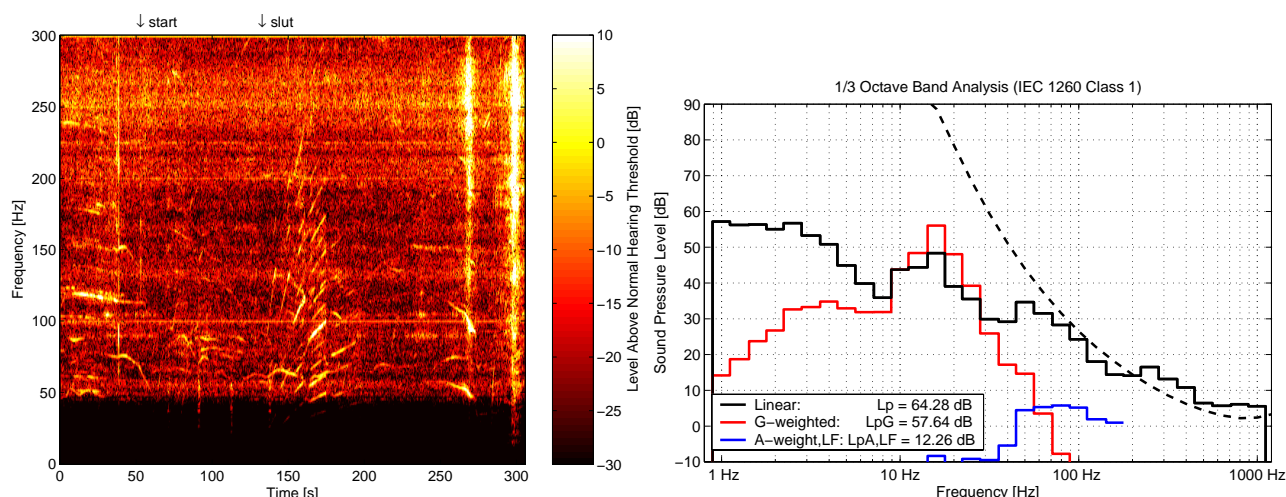 ↓ start
↓ slut
300
250
200
150
100
50
0
Frequency [Hz]
0
50
100
150
200
250
300
Time [s]
10
5
0
−5
−10
−15
−20
−25
−30
Level Above Normal Hearing Threshold [dB]
1/3 Octave Band Analysis (IEC 1260 Class 1)
90
80
70
60
50
40
30
20
10
0
−10
Sound Pressure Level [dB]
Linear: Lp = 64.28 dB
G−weighted: LpG = 57.64 dB
A−weight,LF: LpA,LF = 12.26 dB
1 Hz
10 Hz
100 Hz
1000 Hz
Frequency [Hz]